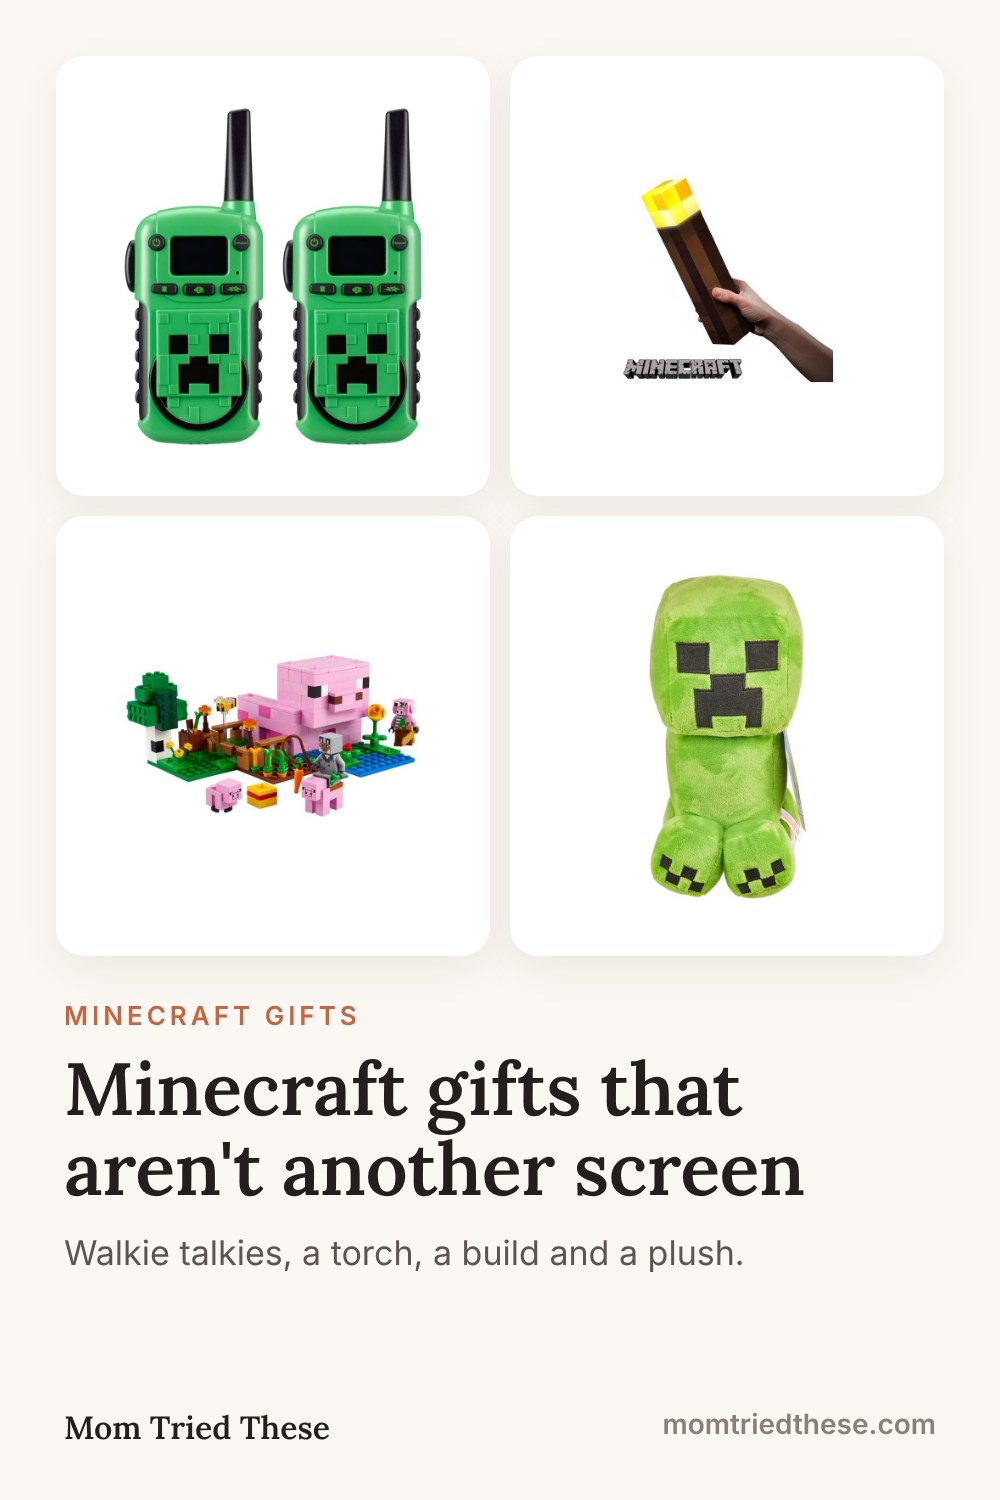 MINECRAFT
MINECRAFT GIFTS
Minecraft gifts that
aren't another screen
Walkie talkies, a torch, a build and a plush.
Mom Tried These
momtriedthese.com